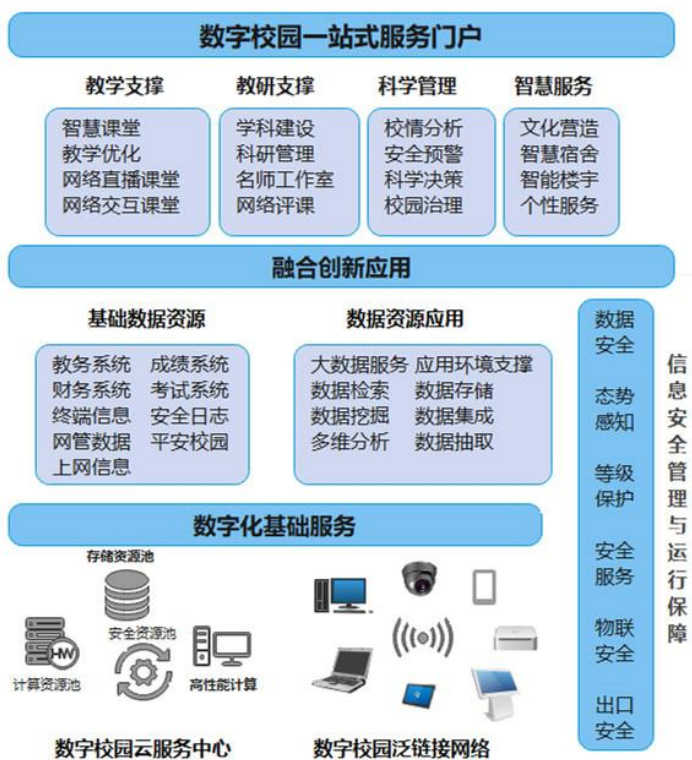 数字校园一站式服务门户
教学支撑
教研支撑
科学管理
智慧服务
智慧课堂
教学优化
网络直播课堂
网络交互课堂
学科建设
科研管理
名师工作室
网络评课
校情分析
安全预警
科学决策
校园治理
文化营造
智慧宿舍
智能楼宇
个性服务
融合创新应用
基础数据资源
数据资源应用
教务系统 成绩系统
财务系统 考试系统
终端信息 安全日志
网管数据 平安校园
上网信息
大数据服务 应用环境支撑
数据检索 数据存储
数据挖掘 数据集成
多维分析 数据抽取
数字化基础服务
存储资源池
安全资源池
HW
计算资源池
高性能计算
数字校园云服务中心
数字校园泛链接网络
数据
安全
态势
感知
等级
保护
安全
服务
物联
安全
出口
安全
信息安全管理与运行保障